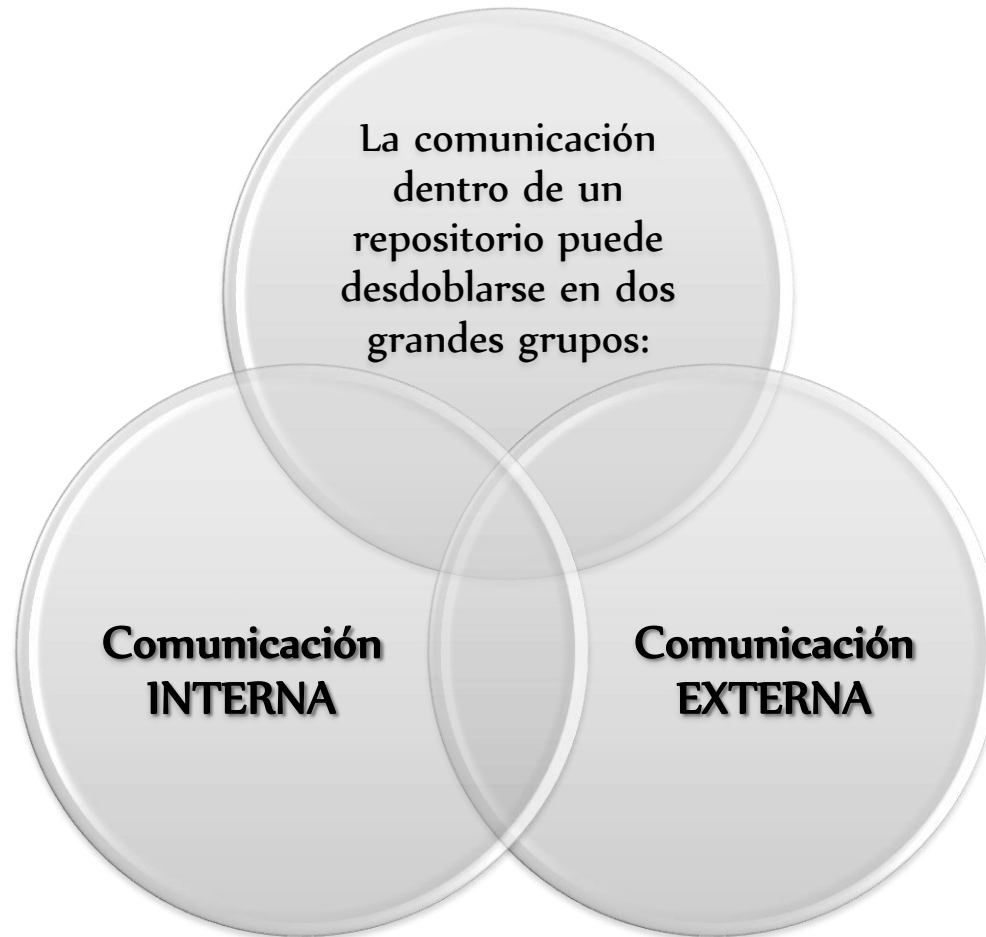 La comunicación
dentro de un
repositorio puede
desdoblarse en dos
grandes grupos:
Comunicación
INTERNA
Comunicación
EXTERNA